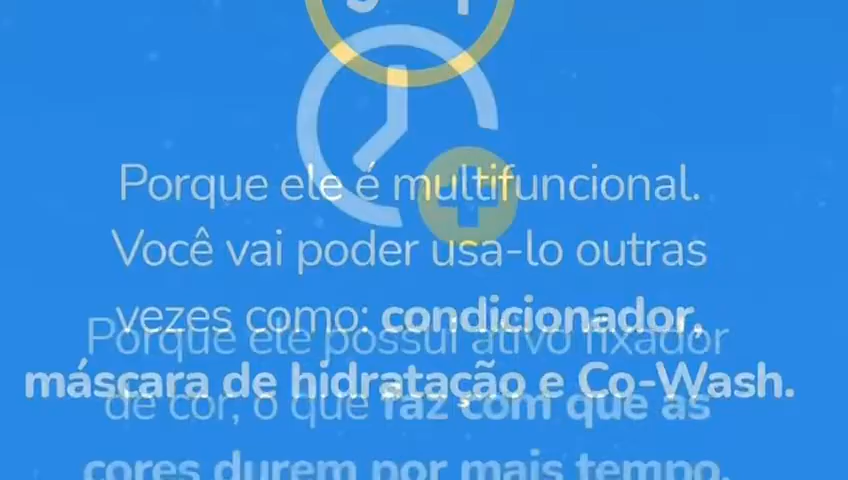 Porque ele é multifuncional.
Você vai poder usá-lo outras
vezes como: condicionador,
máscara de hidratação e Co-Wash.
Porque ele possui ativo fixador
de cor, o que faz com que as
cores durem por mais tempo.